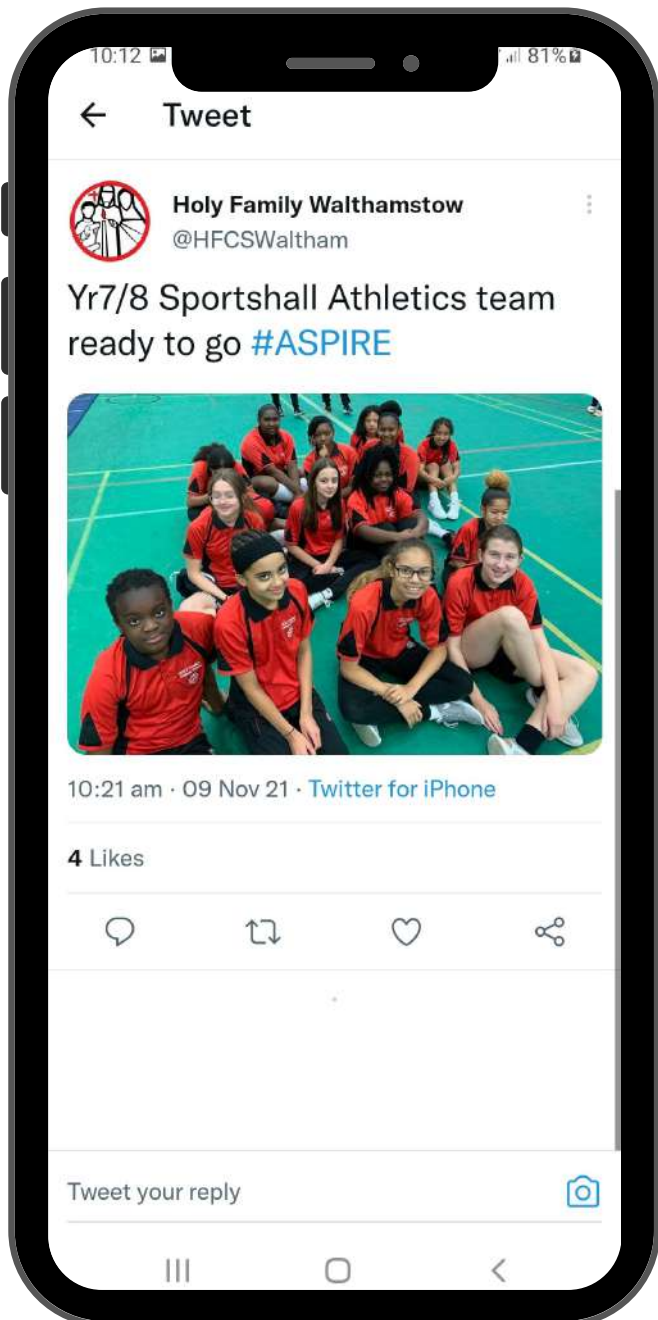 10:12
81%
Tweet
Holy Family Walthamstow
@HFCSWaltham
Yr7/8 Sportshall Athletics team
ready to go #ASPIRE
10:21 am · 09 Nov 21 · Twitter for iPhone
4 Likes
Tweet your reply